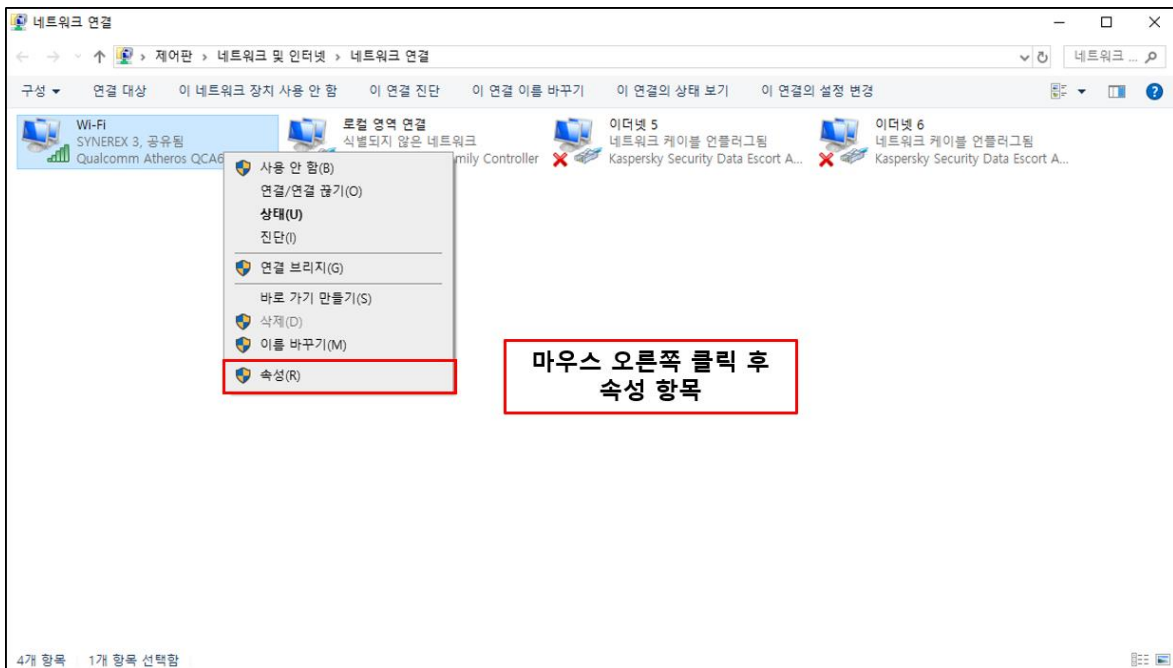 네트워크 연결
제어판 › 네트워크 및 인터넷 › 네트워크 연결
네트워크 ...
구성 연결 대상 이 네트워크 장치 사용 안 함 이 연결 진단 이 연결 이름 바꾸기 이 연결의 상태 보기 이 연결의 설정 변경
Wi-Fi
SYNEREX 3, 공유됨
Qualcomm Atheros QCA6
로컬 영역 연결
식별되지 않은 네트워크
mily Controller
이더넷 5
네트워크 케이블 언플러그됨
Kaspersky Security Data Escort A...
이더넷 6
네트워크 케이블 언플러그됨
Kaspersky Security Data Escort A...
사용 안 함(B)
연결/연결 끊기(O)
상태(U)
진단(I)
연결 브리지(G)
바로 가기 만들기(S)
삭제(D)
이름 바꾸기(M)
속성(R)
마우스 오른쪽 클릭 후
속성 항목
4개 항목 1개 항목 선택함